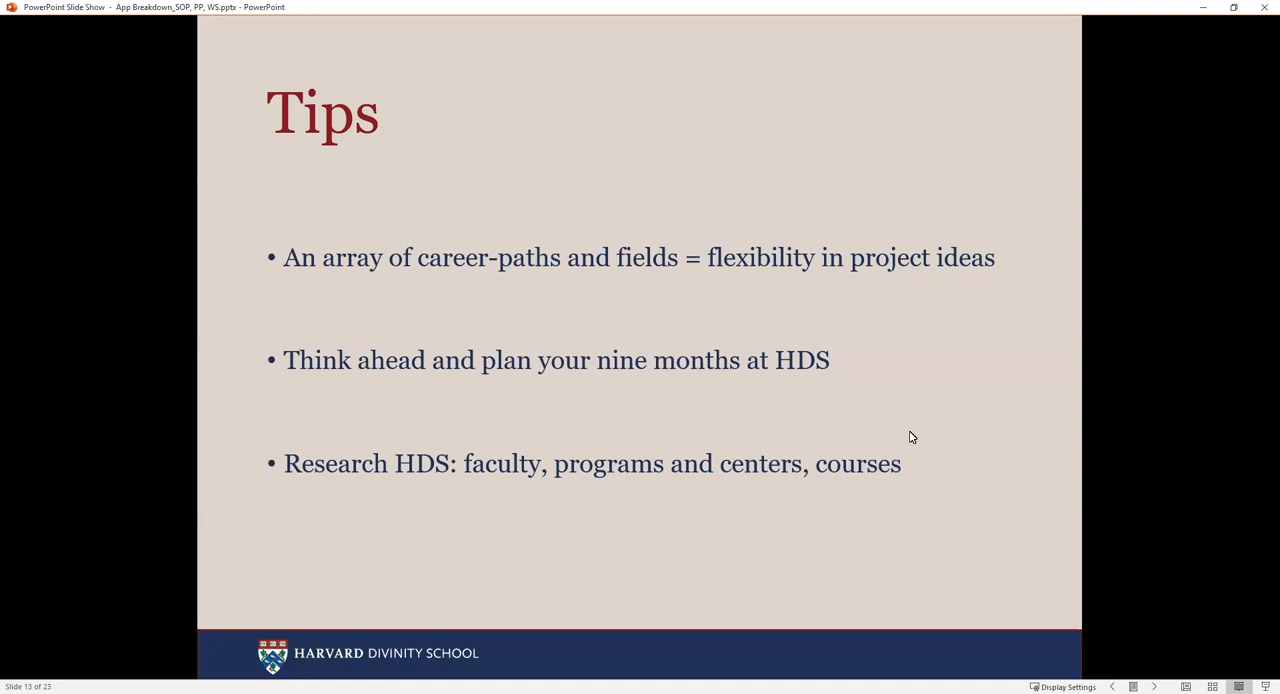 PowerPoint Slide Show - App Breakdown_SOP, PP, WS.pptx - PowerPoint
Tips
• An array of career-paths and fields = flexibility in project ideas
• Think ahead and plan your nine months at HDS
• Research HDS: faculty, programs and centers, courses
HARVARD DIVINITY SCHOOL
Slide 13 of 23
Display Settings